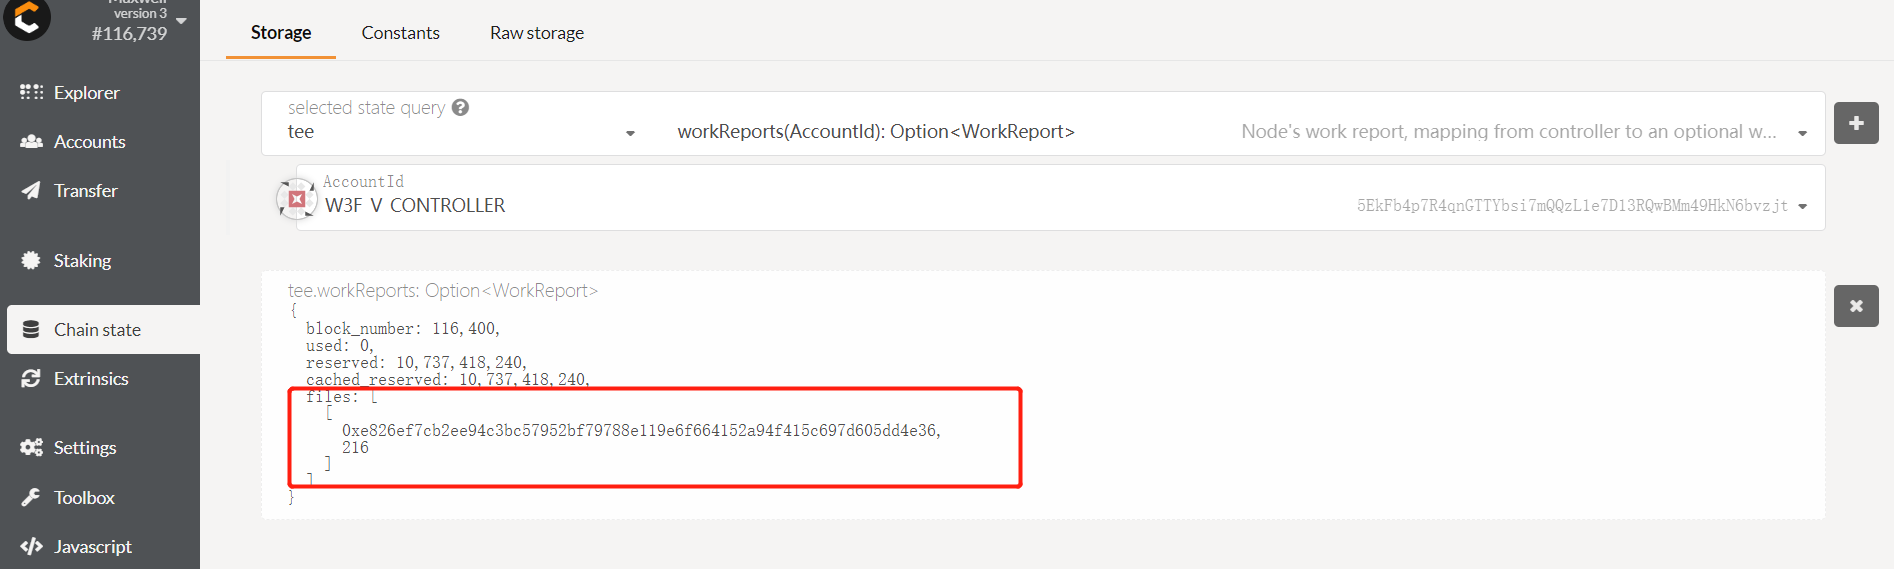 Maxwell
version 3
#116,739
Explorer
Accounts
Transfer
Staking
Chain state
Extrinsics
Settings
Toolbox
Javascript
Storage
Constants
Raw storage
selected state query
tee
workReports(AccountId): Option<WorkReport>
Node's work report, mapping from controller to an optional w...
AccountId
W3F V CONTROLLER
5EkFb4p7R4qnGTTYbsi7mQQzL1e7D13RQwBMm49HkN6bvzjt
tee.workReports: Option<WorkReport>
{
block_number: 116,400,
used: 0,
reserved: 10,737,418,240,
cached_reserved: 10,737,418,240,
files: [
[
0xe826ef7cb2ee94c3bc57952bf79788e119e6f664152a94f415c697d605dd4e36,
216
]
]
}